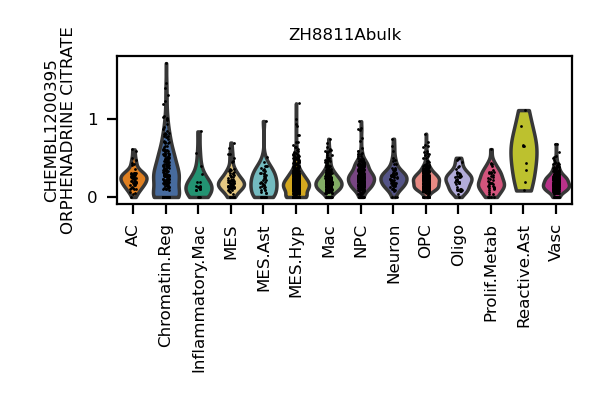 ZH8811Abulk
CHEMBL1200395
ORPHENADRINE CITRATE
1
0
AC
Chromatin.Reg
Inflammatory.Mac
MES
MES.Ast
MES.Hyp
Mac
NPC
Neuron
OPC
Oligo
Prolif.Metab
Reactive.Ast
Vasc